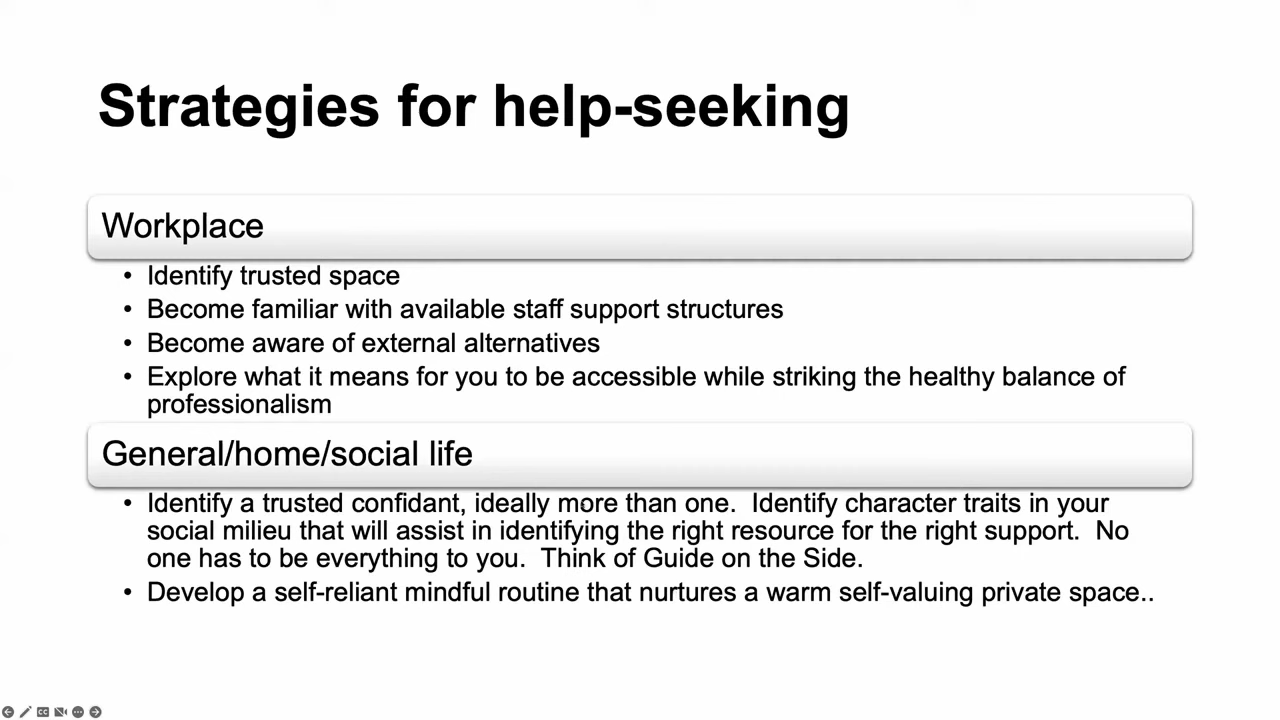 Strategies for help-seeking
Workplace
• Identify trusted space
• Become familiar with available staff support structures
• Become aware of external alternatives
• Explore what it means for you to be accessible while striking the healthy balance of
professionalism
General/home/social life
• Identify a trusted confidant, ideally more than one.  Identify character traits in your
social milieu that will assist in identifying the right resource for the right support.  No
one has to be everything to you.  Think of Guide on the Side.
• Develop a self-reliant mindful routine that nurtures a warm self-valuing private space..
CC